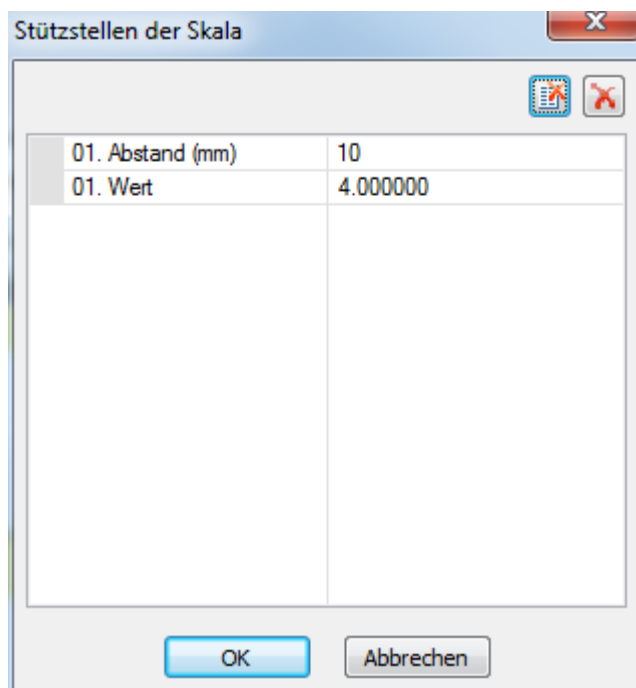 Stützstellen der Skala
01. Abstand (mm) 10
01. Wert 4.000000
OK Abbrechen